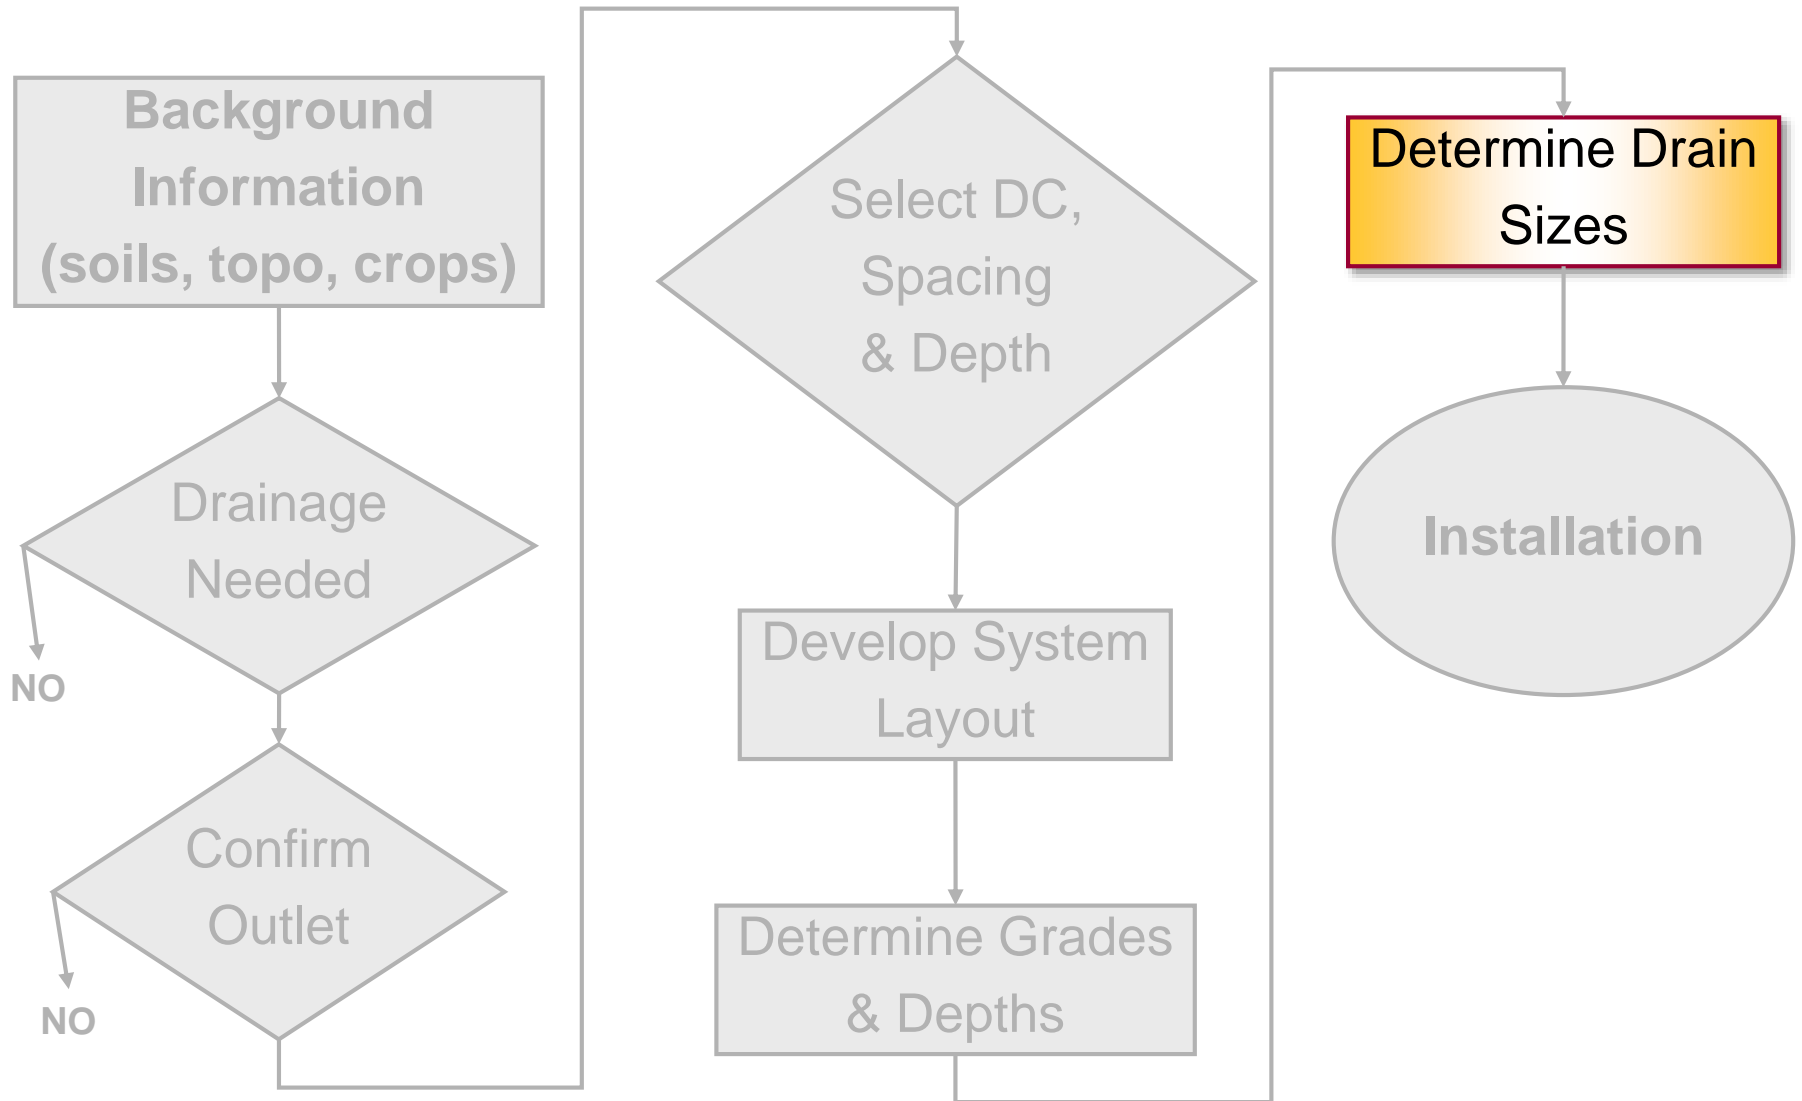 Background
Information
(soils, topo, crops)
Drainage
Needed
NO
Confirm
Outlet
NO
Select DC,
Spacing
& Depth
Develop System
Layout
Determine Grades
& Depths
Determine Drain
Sizes
Installation